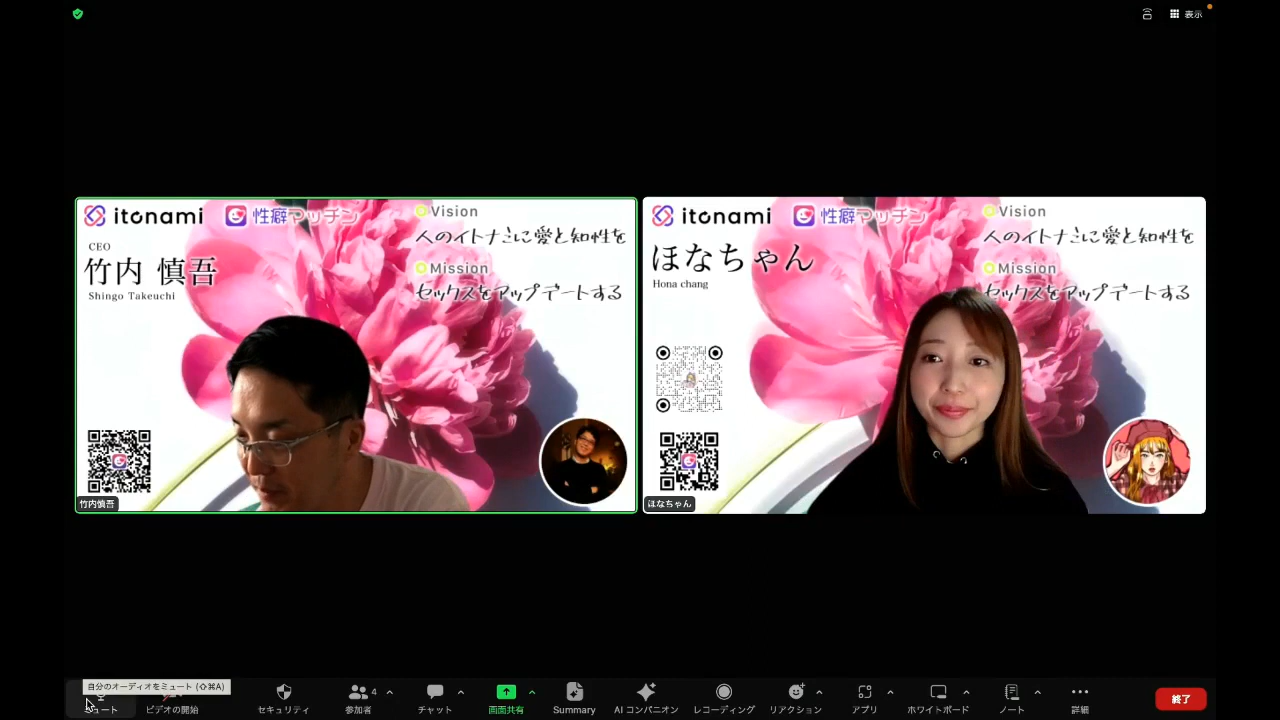 表示
itonami
性癖マッチン
Vision
人のイトナミに愛と知性を
Mission
セックスをアップデートする
CEO
竹内 慎吾
Shingo Takeuchi
竹内慎吾
itonami
性癖マッチン
Vision
人のイトナミに愛と知性を
Mission
セックスをアップデートする
ほなちゃん
Hona chang
ほなちゃん
自分のオーディオをミュート (⇧⌘A)
ミュート
ビデオの開始
セキュリティ
4
参加者
チャット
画面共有
Summary
AI コンパニオン
レコーディング
リアクション
アプリ
ホワイトボード
ノート
詳細
終了